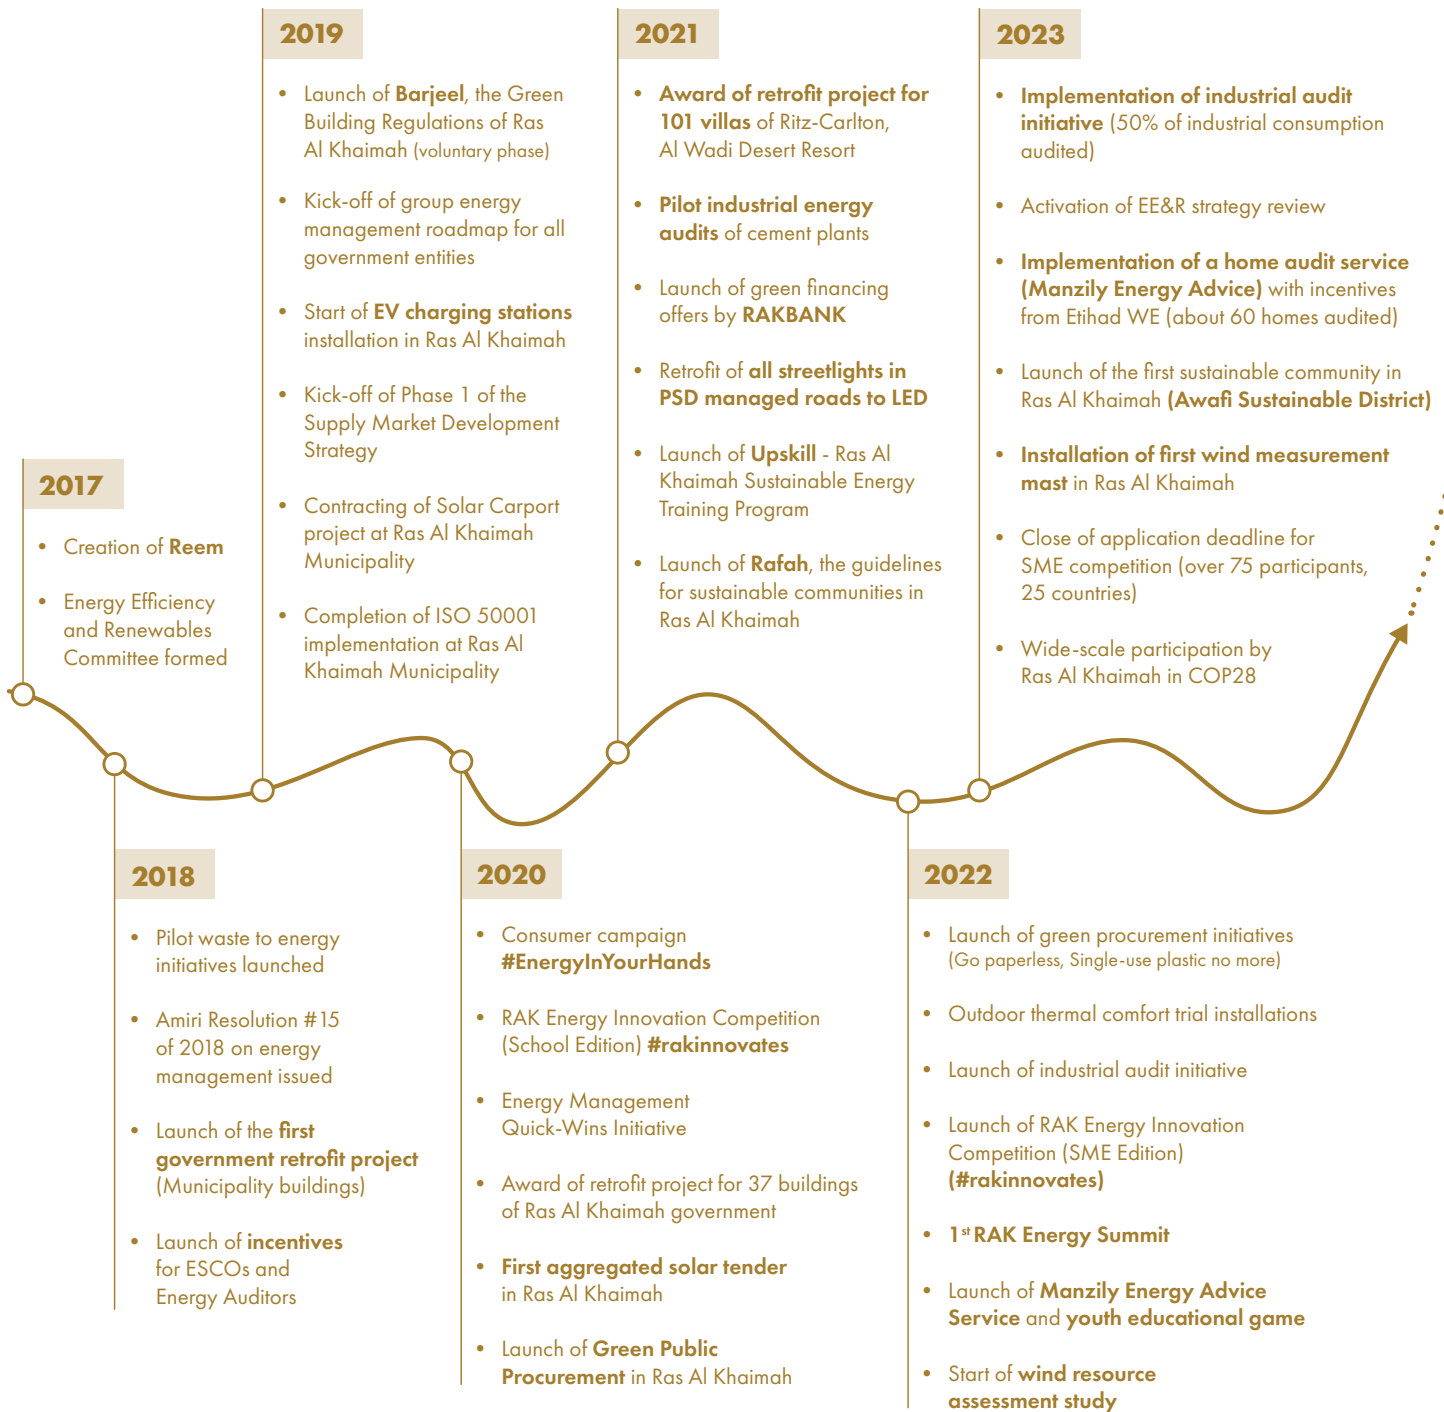 2017
• Creation of Reem
• Energy Efficiency
and Renewables
Committee formed
2018
• Pilot waste to energy
initiatives launched
• Amiri Resolution #15
of 2018 on energy
management issued
• Launch of the first
government retrofit project
(Municipality buildings)
• Launch of incentives
for ESCOs and
Energy Auditors
2019
• Launch of Barjeel, the Green
Building Regulations of Ras
Al Khaimah (voluntary phase)
• Kick-off of group energy
management roadmap for all
government entities
• Start of EV charging stations
installation in Ras Al Khaimah
• Kick-off of Phase 1 of the
Supply Market Development
Strategy
• Contracting of Solar Carport
project at Ras Al Khaimah
Municipality
• Completion of ISO 50001
implementation at Ras Al
Khaimah Municipality
2020
• Consumer campaign
#EnergyInYourHands
• RAK Energy Innovation Competition
(School Edition) #rakinnovates
• Energy Management
Quick-Wins Initiative
• Award of retrofit project for 37 buildings
of Ras Al Khaimah government
• First aggregated solar tender
in Ras Al Khaimah
• Launch of Green Public
Procurement in Ras Al Khaimah
2021
• Award of retrofit project for
101 villas of Ritz-Carlton,
Al Wadi Desert Resort
• Pilot industrial energy
audits of cement plants
• Launch of green financing
offers by RAKBANK
• Retrofit of all streetlights in
PSD managed roads to LED
• Launch of Upskill - Ras Al
Khaimah Sustainable Energy
Training Program
• Launch of Rafah, the guidelines
for sustainable communities in
Ras Al Khaimah
2022
• Launch of green procurement initiatives
(Go paperless, Single-use plastic no more)
• Outdoor thermal comfort trial installations
• Launch of industrial audit initiative
• Launch of RAK Energy Innovation
Competition (SME Edition)
(#rakinnovates)
• 1st RAK Energy Summit
• Launch of Manzily Energy Advice
Service and youth educational game
• Start of wind resource
assessment study
2023
• Implementation of industrial audit
initiative (50% of industrial consumption
audited)
• Activation of EE&R strategy review
• Implementation of a home audit service
(Manzily Energy Advice) with incentives
from Etihad WE (about 60 homes audited)
• Launch of the first sustainable community in
Ras Al Khaimah (Awafi Sustainable District)
• Installation of first wind measurement
mast in Ras Al Khaimah
• Close of application deadline for
SME competition (over 75 participants,
25 countries)
• Wide-scale participation by
Ras Al Khaimah in COP28